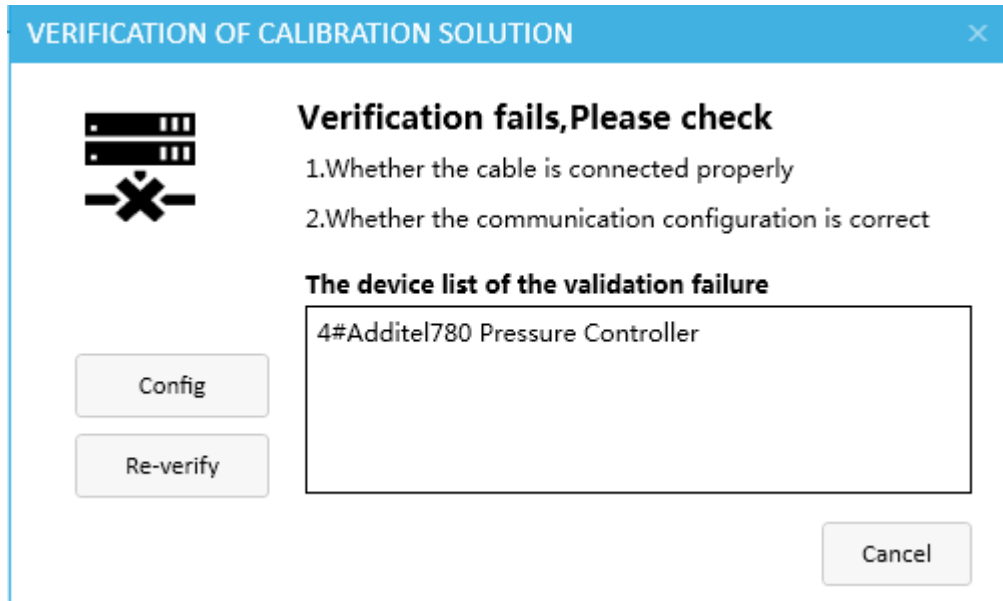 VERIFICATION OF CALIBRATION SOLUTION
Verification fails,Please check
1.Whether the cable is connected properly
2.Whether the communication configuration is correct
The device list of the validation failure
4#Additel780 Pressure Controller
Config
Re-verify
Cancel